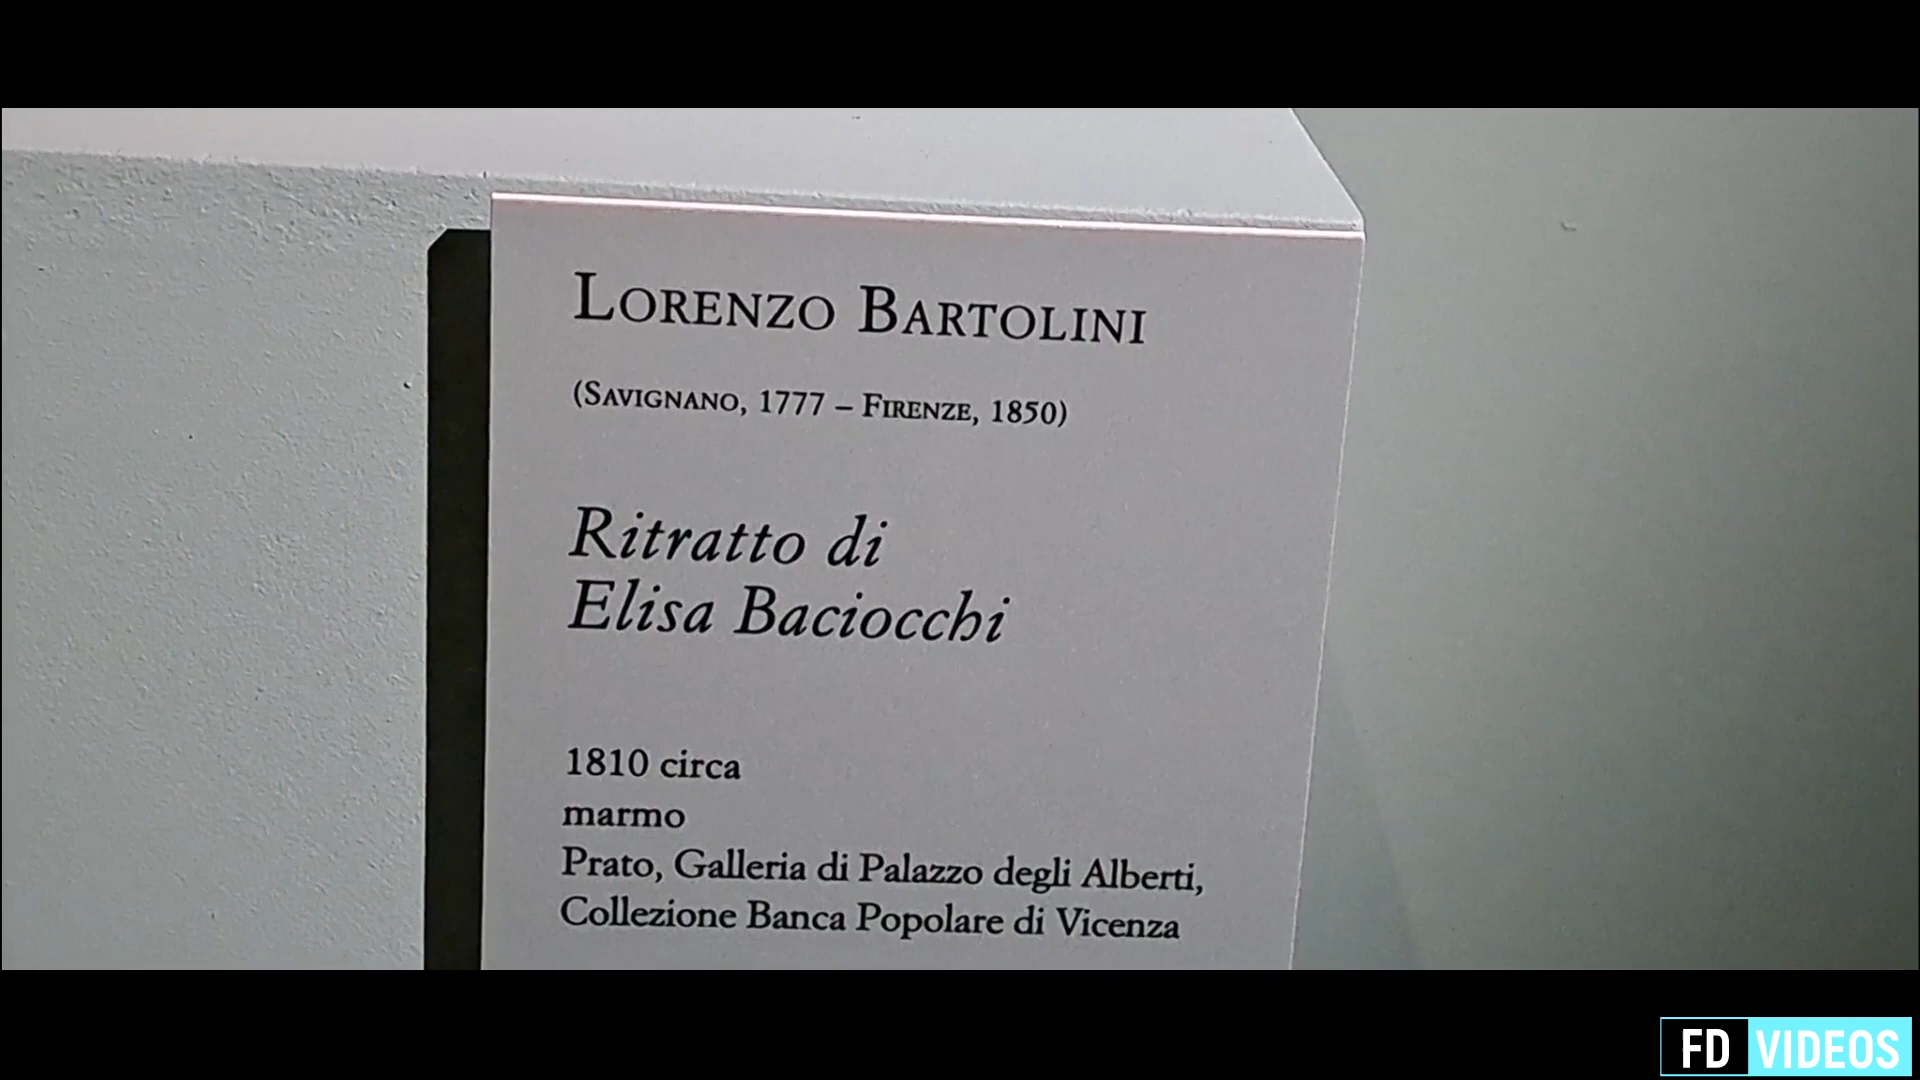 LORENZO BARTOLINI
(SAVIGNANO, 1777 – FIRENZE, 1850)
Ritratto di
Elisa Baciocchi
1810 circa
marmo
Prato, Galleria di Palazzo degli Alberti,
Collezione Banca Popolare di Vicenza
FD VIDEOS